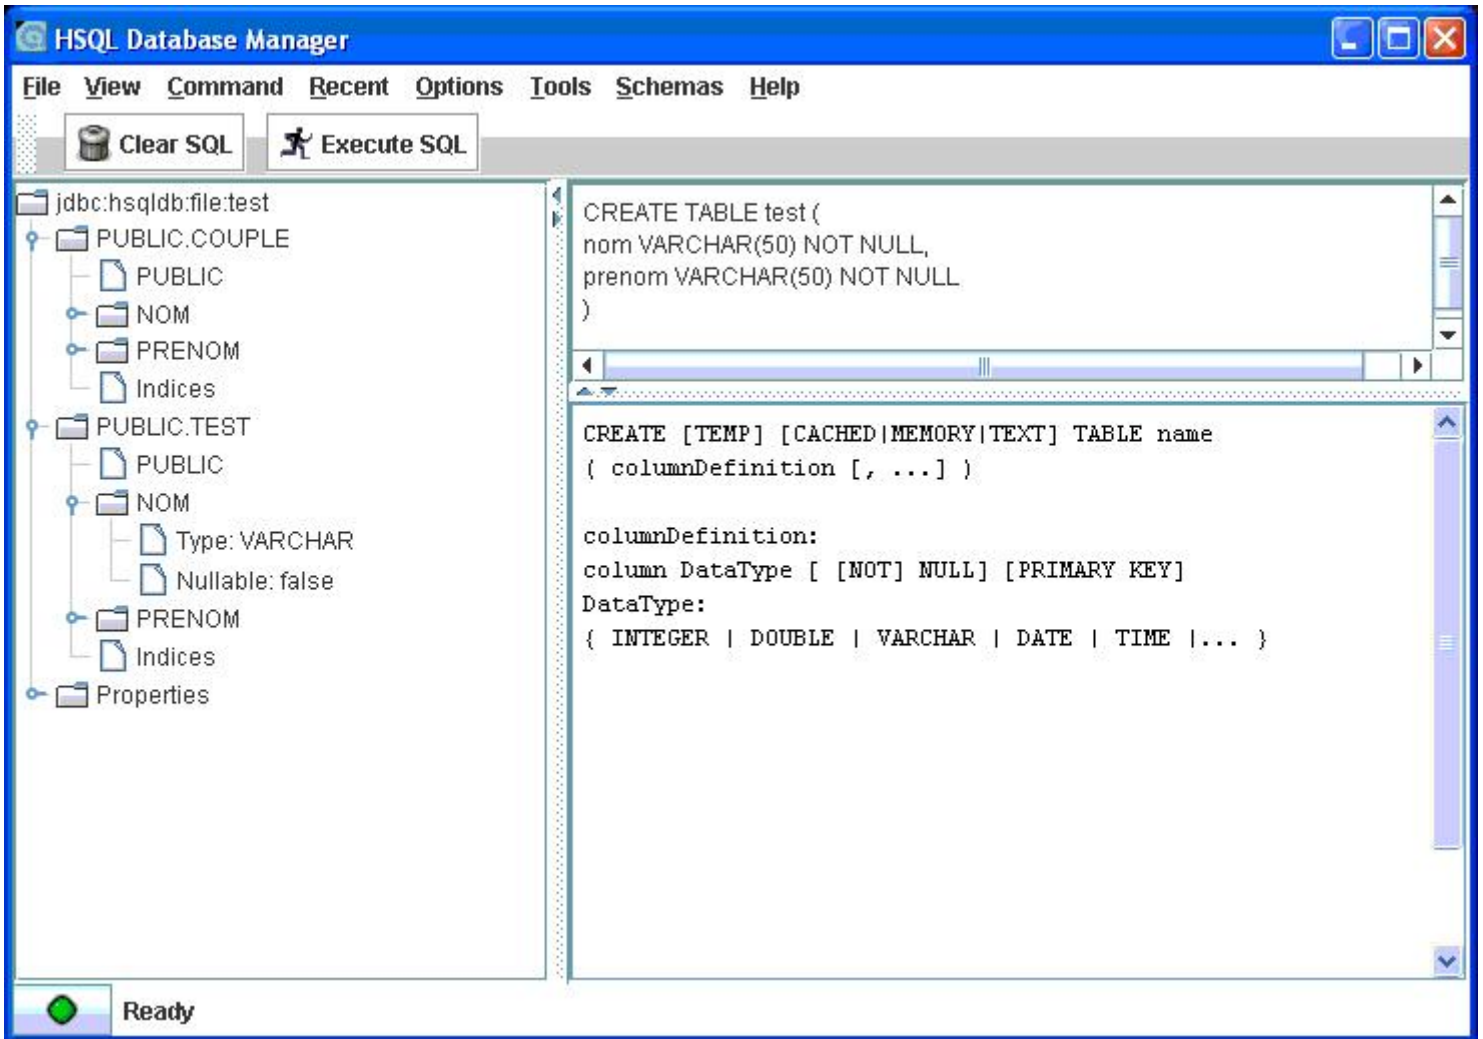 HSQL Database Manager
File View Command Recent Options Tools Schemas Help
Clear SQL Execute SQL
jdbc:hsqldb:file:test
PUBLIC.COUPLE
PUBLIC
NOM
PRENOM
Indices
PUBLIC.TEST
PUBLIC
NOM
Type: VARCHAR
Nullable: false
PRENOM
Indices
Properties
CREATE TABLE test (
nom VARCHAR(50) NOT NULL,
prenom VARCHAR(50) NOT NULL
)
CREATE [TEMP] [CACHED|MEMORY|TEXT] TABLE name
( columnDefinition [, ...] )
columnDefinition:
column DataType [ [NOT] NULL] [PRIMARY KEY]
DataType:
{ INTEGER | DOUBLE | VARCHAR | DATE | TIME |... }
Ready